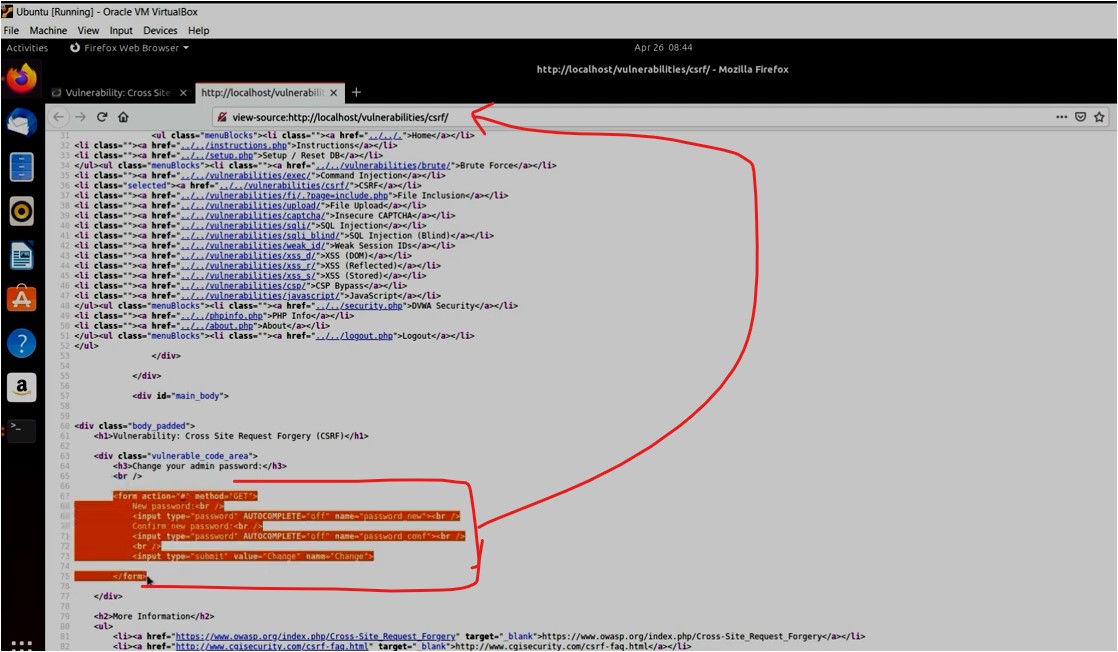 Ubuntu [Running] - Oracle VM VirtualBox
File Machine View Input Devices Help
Activities Firefox Web Browser Apr 26 08:44
http://localhost/vulnerabilities/csrf/ - Mozilla Firefox
Vulnerability: Cross Site × http://localhost/vulnerabili × +
view-source:http://localhost/vulnerabilities/csrf/
31 <ul class="menuBlocks"><li class=""><a href="../../.">Home</a></li>
32 <li class=""><a href="../../instructions.php">Instructions</a></li>
33 <li class=""><a href="../../setup.php">Setup / Reset DB</a></li>
34 </ul><ul class="menuBlocks"><li class=""><a href="../../vulnerabilities/brute/">Brute Force</a></li>
35 <li class=""><a href="../../vulnerabilities/exec/">Command Injection</a></li>
36 <li class="selected"><a href="../../vulnerabilities/csrf/">CSRF</a></li>
37 <li class=""><a href="../../vulnerabilities/fi/.?page=include.php">File Inclusion</a></li>
38 <li class=""><a href="../../vulnerabilities/upload/">File Upload</a></li>
39 <li class=""><a href="../../vulnerabilities/captcha/">Insecure CAPTCHA</a></li>
40 <li class=""><a href="../../vulnerabilities/sqli/">SQL Injection</a></li>
41 <li class=""><a href="../../vulnerabilities/sqli_blind/">SQL Injection (Blind)</a></li>
42 <li class=""><a href="../../vulnerabilities/weak_id/">Weak Session IDs</a></li>
43 <li class=""><a href="../../vulnerabilities/xss_d/">XSS (DOM)</a></li>
44 <li class=""><a href="../../vulnerabilities/xss_r/">XSS (Reflected)</a></li>
45 <li class=""><a href="../../vulnerabilities/xss_s/">XSS (Stored)</a></li>
46 <li class=""><a href="../../vulnerabilities/csp/">CSP Bypass</a></li>
47 <li class=""><a href="../../vulnerabilities/javascript/">JavaScript</a></li>
48 </ul><ul class="menuBlocks"><li class=""><a href="../../security.php">DVWA Security</a></li>
49 <li class=""><a href="../../phpinfo.php">PHP Info</a></li>
50 <li class=""><a href="../../about.php">About</a></li>
51 </ul><ul class="menuBlocks"><li class=""><a href="../../logout.php">Logout</a></li>
52 </ul>
53 </div>
54
55 </div>
56
57 <div id="main_body">
58
59
60 <div class="body_padded">
61 <h1>Vulnerability: Cross Site Request Forgery (CSRF)</h1>
62
63 <div class="vulnerable_code_area">
64 <h3>Change your admin password:</h3>
65 <br />
66
67 <form action="#" method="GET">
68 New password:<br />
69 <input type="password" AUTOCOMPLETE="off" name="password_new"><br />
70 Confirm new password:<br />
71 <input type="password" AUTOCOMPLETE="off" name="password_conf"><br />
72 <br />
73 <input type="submit" value="Change" name="Change">
74
75 </form>
76
77 </div>
78
79 <h2>More Information</h2>
80 <ul>
81 <li><a href="https://www.owasp.org/index.php/Cross-Site_Request_Forgery" target="_blank">https://www.owasp.org/index.php/Cross-Site_Request_Forgery</a></li>
82 <li><a href="http://www.cgisecurity.com/csrf-faq.html" target="_blank">http://www.cgisecurity.com/csrf-faq.html</a></li>